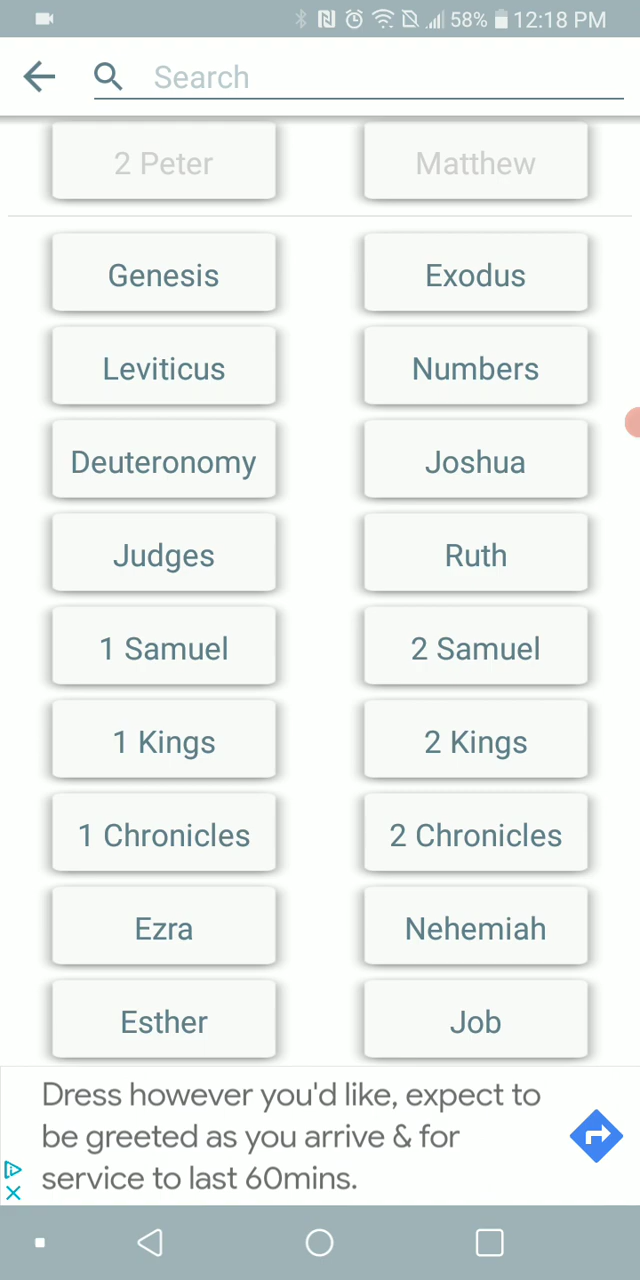 58% 12:18 PM
Search
2 Peter Matthew
Genesis Exodus
Leviticus Numbers
Deuteronomy Joshua
Judges Ruth
1 Samuel 2 Samuel
1 Kings 2 Kings
1 Chronicles 2 Chronicles
Ezra Nehemiah
Esther Job
Dress however you'd like, expect to
be greeted as you arrive & for
service to last 60mins.